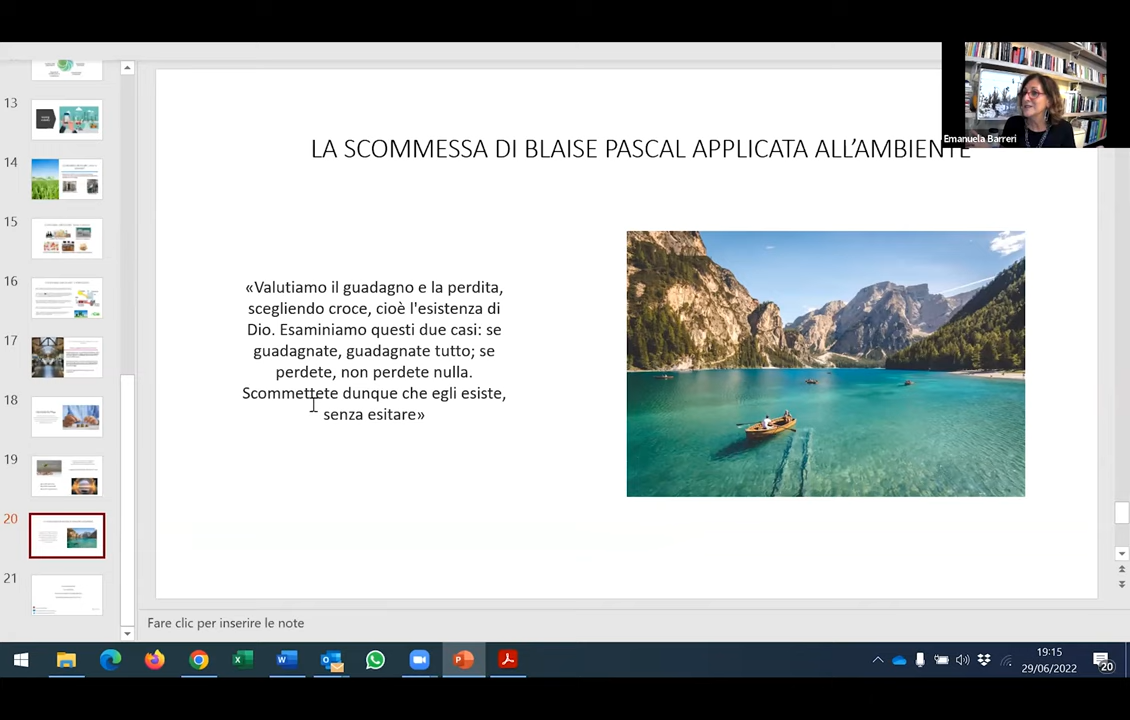 13
14
15
16
17
18
19
20
21
LA SCOMMESSA DI BLAISE PASCAL APPLICATA ALL’AMBIENTE
Emanuela Barreri
«Valutiamo il guadagno e la perdita,
scegliendo croce, cioè l'esistenza di
Dio. Esaminiamo questi due casi: se
guadagnate, guadagnate tutto; se
perdete, non perdete nulla.
Scommettete dunque che egli esiste,
senza esitare»
Fare clic per inserire le note
19:15
29/06/2022
20